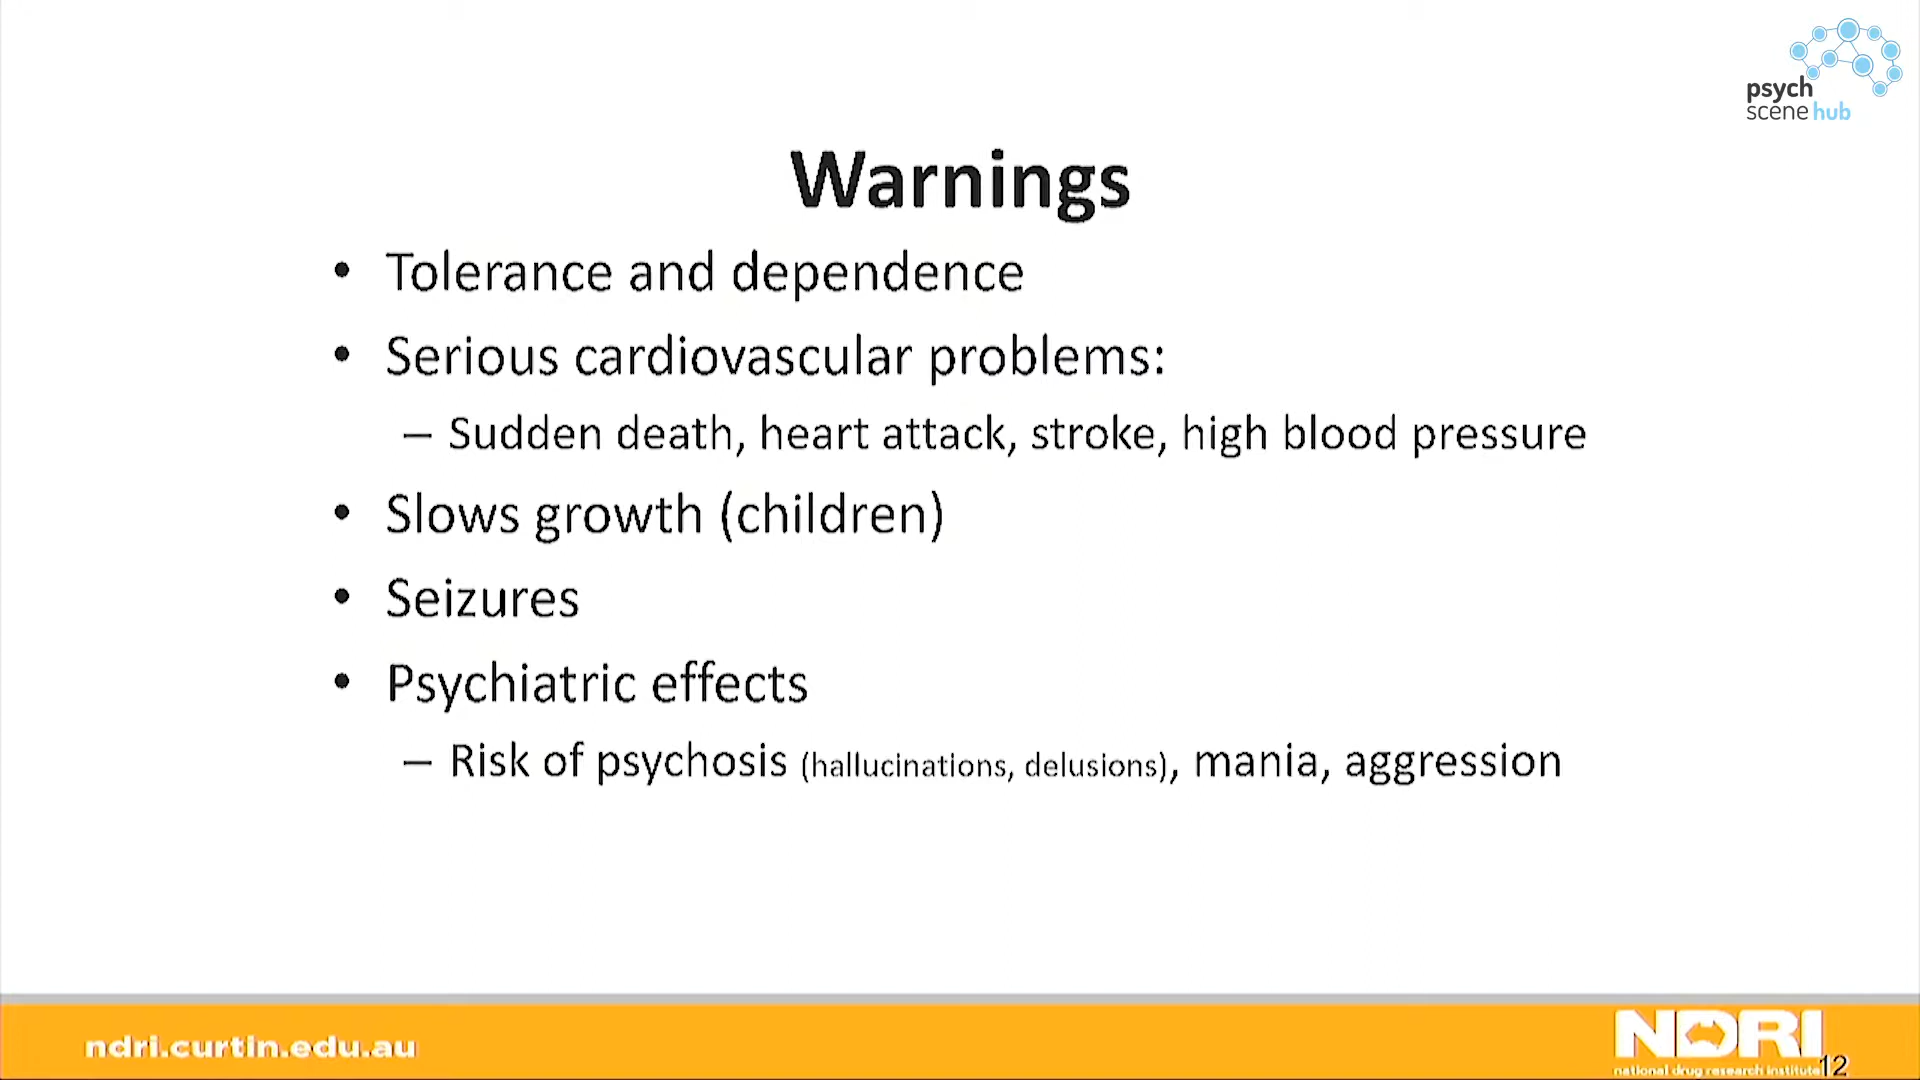 psych
scene hub
Warnings
• Tolerance and dependence
• Serious cardiovascular problems:
– Sudden death, heart attack, stroke, high blood pressure
• Slows growth (children)
• Seizures
• Psychiatric effects
– Risk of psychosis (hallucinations, delusions), mania, aggression
ndri.curtin.edu.au
NDRI
national drug research institute
12